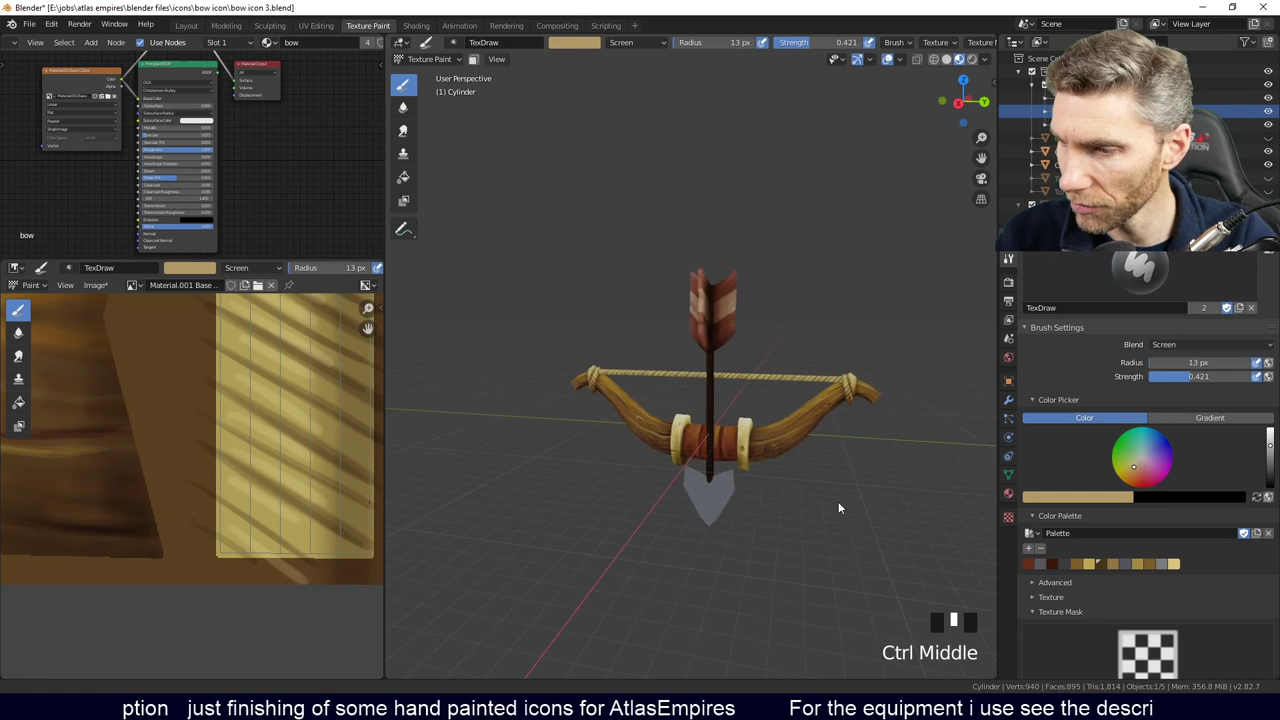 Blender* [E:\jobs\atlas empires\blender files\icons\bow icon\bow icon 3.blend]
File Edit Render Window Help Layout Modeling Sculpting UV Editing Texture Paint Shading Animation Rendering Compositing Scripting Scene View Layer
View Select Add Node Use Nodes Slot 1 bow 4
TexDraw Screen Radius 13 px Strength 0.421 Brush Texture
Texture Paint View
User Perspective
(1) Cylinder
bow
TexDraw Screen Radius 13 px
Paint View Image* Material.001 Base ...
TexDraw 2
Brush Settings
Blend Screen
Radius 13 px
Strength 0.421
Color Picker
Color Gradient
Color Palette
Palette
Advanced
Texture
Texture Mask
Ctrl Middle
Cylinder | Verts:940 | Faces:895 | Tris:1,814 | Objects:1/5 | Mem: 356.8 MiB | v2.82.7
ption just finishing of some hand painted icons for AtlasEmpires For the equipment i use see the descri